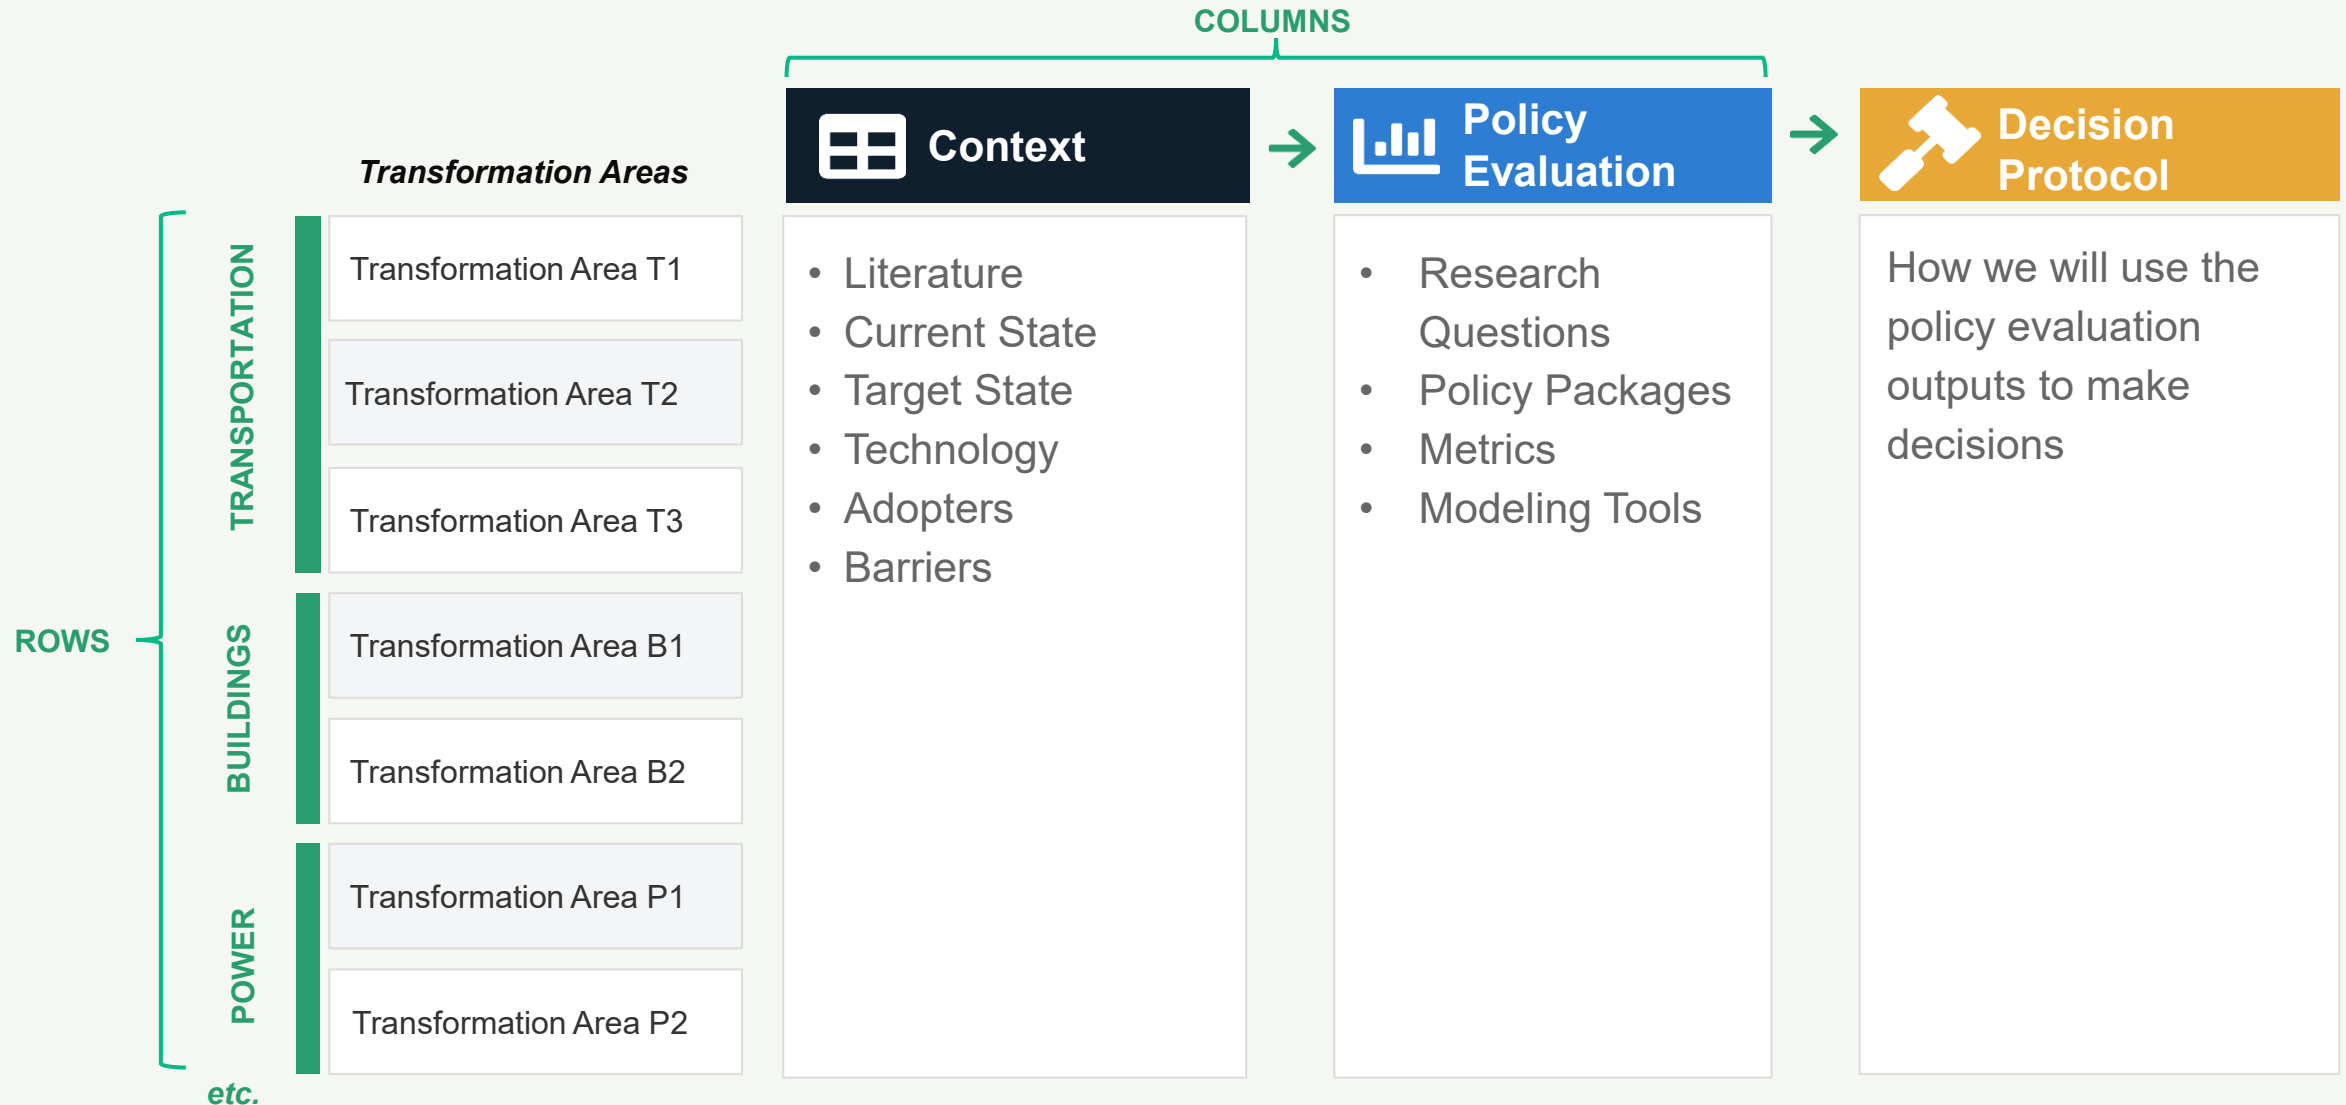 COLUMNS
Context
Policy
Evaluation
Decision
Protocol
Transformation Areas
ROWS
TRANSPORTATION
Transformation Area T1
Transformation Area T2
Transformation Area T3
BUILDINGS
Transformation Area B1
Transformation Area B2
POWER
Transformation Area P1
Transformation Area P2
etc.
• Literature
• Current State
• Target State
• Technology
• Adopters
• Barriers
• Research
Questions
• Policy Packages
• Metrics
• Modeling Tools
How we will use the
policy evaluation
outputs to make
decisions